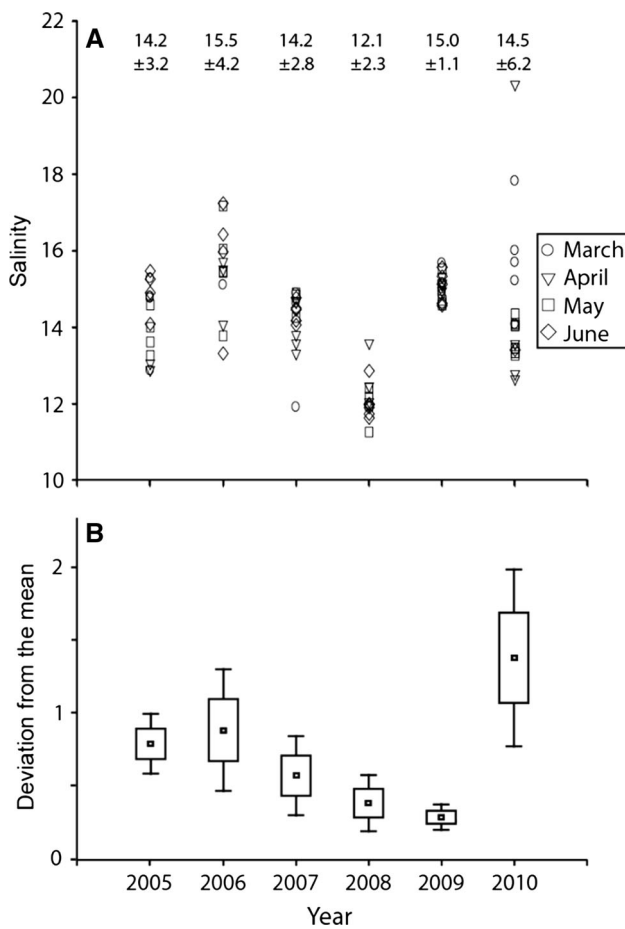 A
14.2 15.5 14.2 12.1 15.0 14.5
±3.2 ±4.2 ±2.8 ±2.3 ±1.1 ±6.2
22
20
18
16
14
12
10
Salinity
March
April
May
June
B
2
1
0
Deviation from the mean
2005 2006 2007 2008 2009 2010
Year